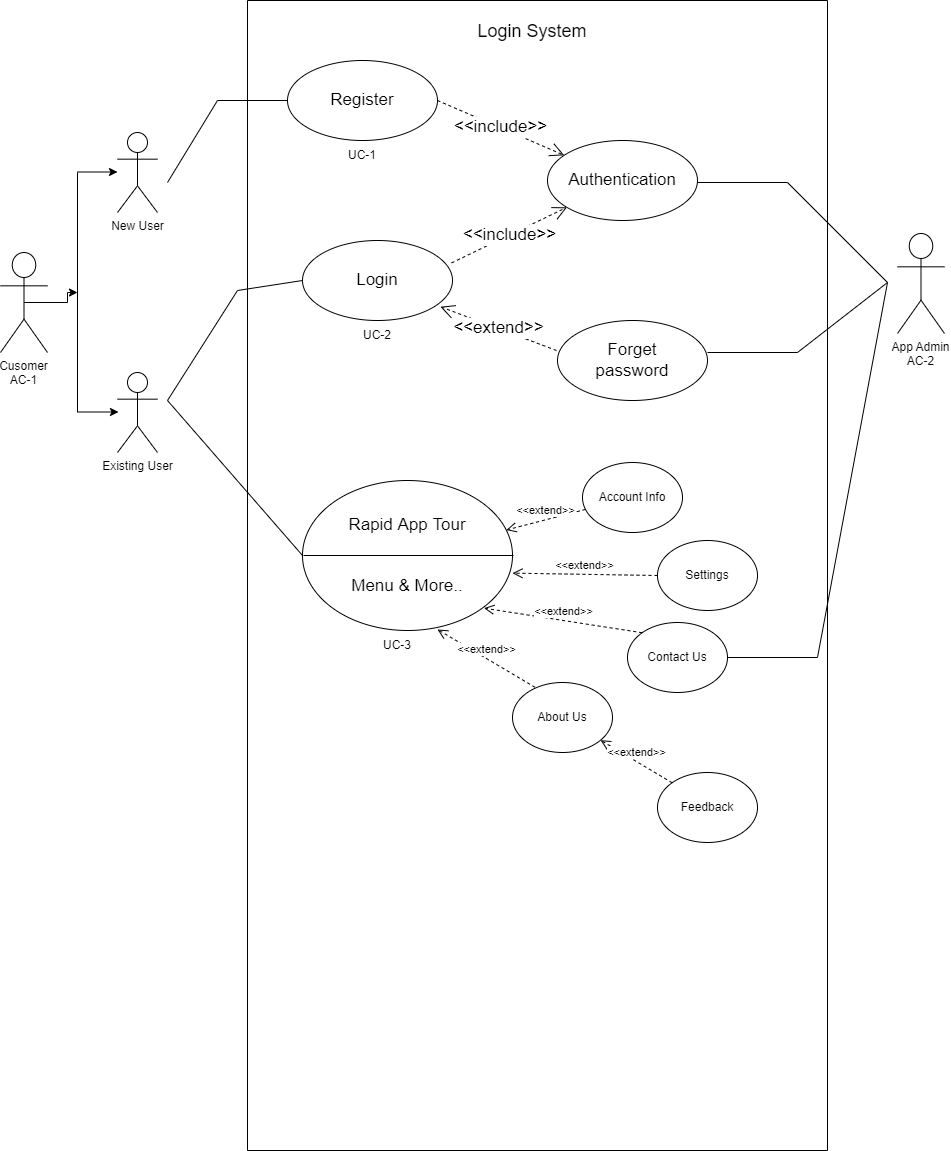 Login System
Register
UC-1
<<include>>
Authentication
New User
<<include>>
Login
UC-2
<<extend>>
Forget
password
Cusomer
AC-1
App Admin
AC-2
Existing User
Rapid App Tour
Menu & More..
UC-3
<<extend>>
Account Info
<<extend>>
Settings
<<extend>>
Contact Us
<<extend>>
About Us
<<extend>>
Feedback